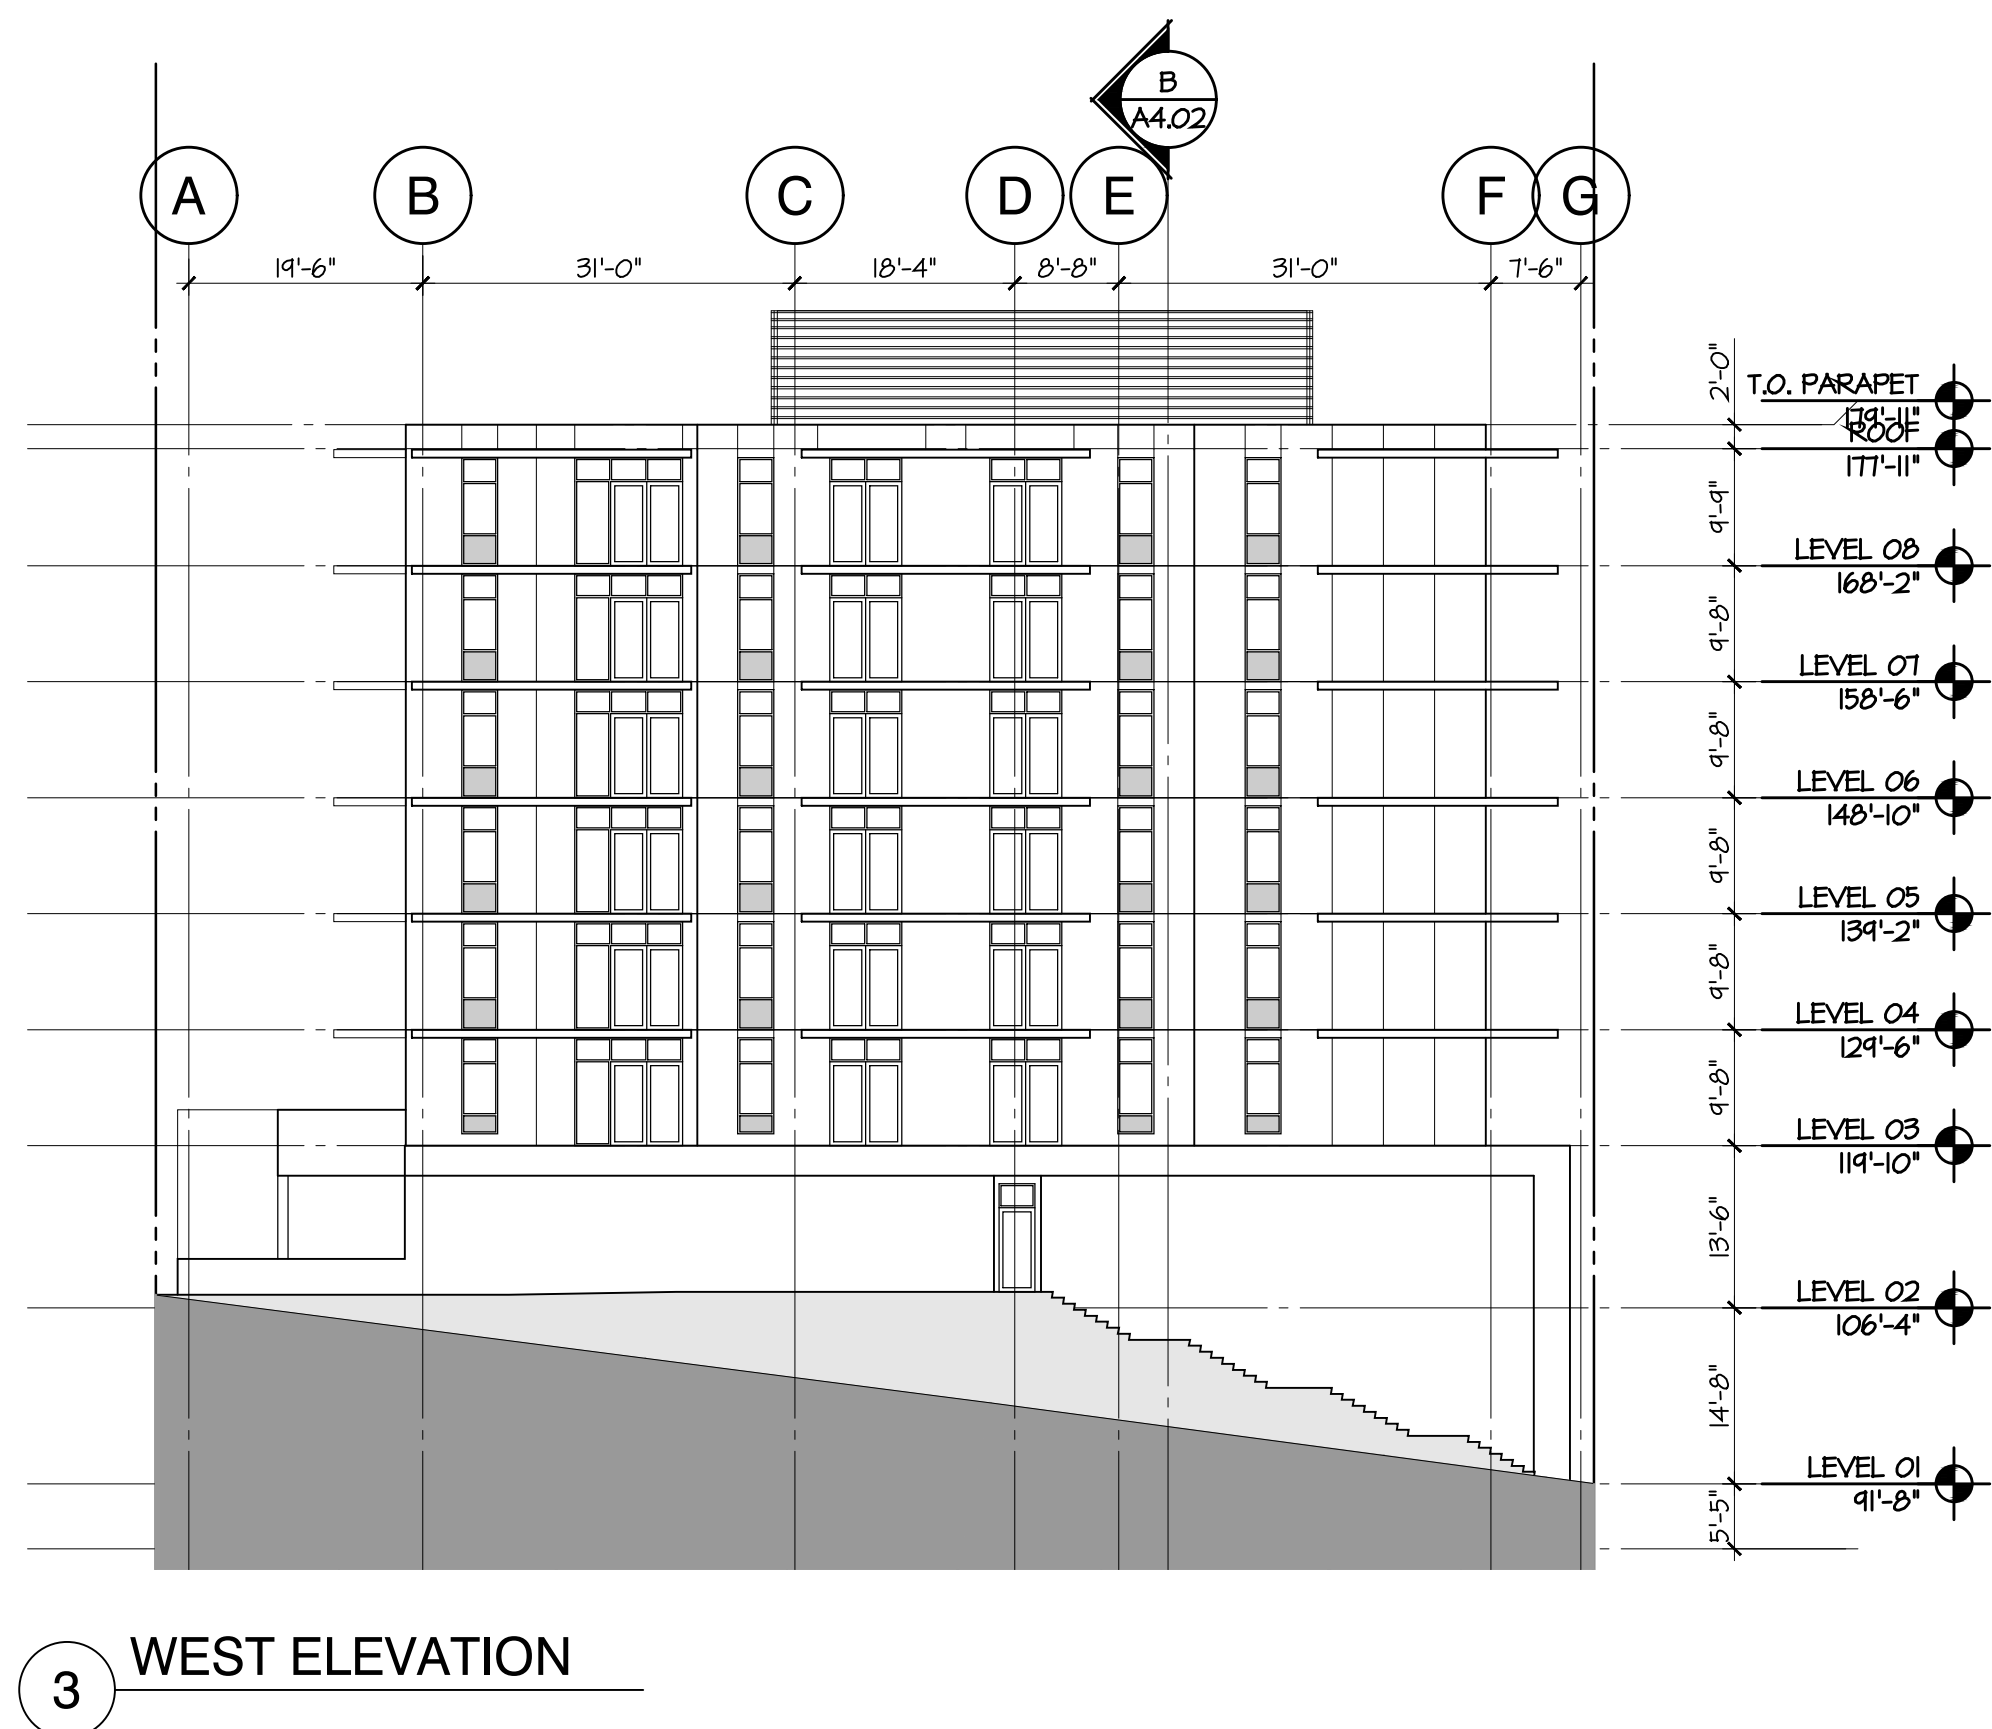 B
A4.02
A B C D E F G
19'-6" 31'-0" 18'-4" 8'-8" 31'-0" 7'-6"
2'-0"
T.O. PARAPET
179'-11"
ROOF
177'-11"
9'-9"
LEVEL 08
168'-2"
9'-8"
LEVEL 07
158'-6"
9'-8"
LEVEL 06
148'-10"
9'-8"
LEVEL 05
139'-2"
9'-8"
LEVEL 04
129'-6"
9'-8"
LEVEL 03
119'-10"
13'-6"
LEVEL 02
106'-4"
14'-8"
LEVEL 01
91'-8"
5'-5"
3 WEST ELEVATION